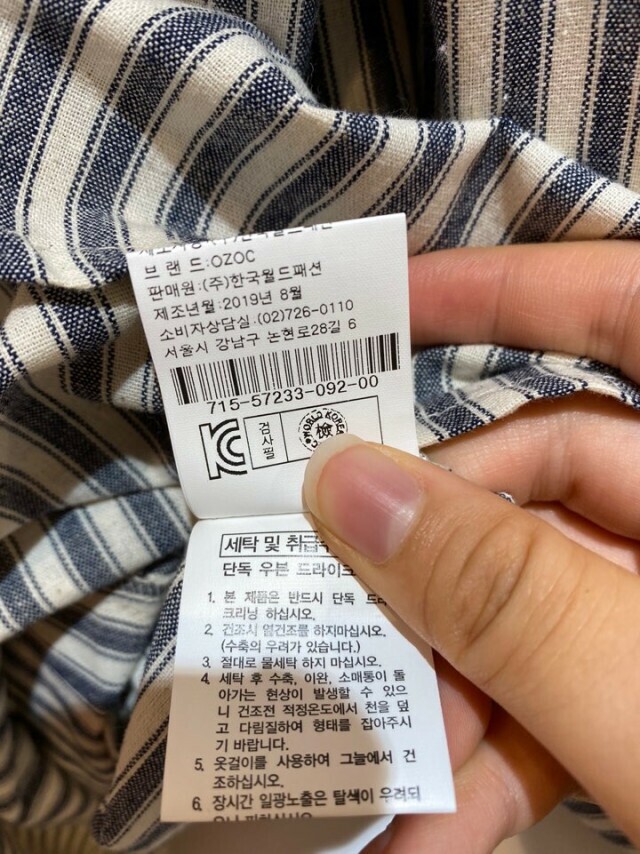 브 랜 드:OZOC
판매원:(주)한국월드패션
제조년월:2019년 8월
소비자상담실.(02)726-0110
서울시 강남구 논현로28길 6
715-57233-092-00
KC
검사필
WORLD KOREA
檢
세탁 및 취급
단독 우븐 드라이
1. 본 제품은 반드시 단독 드라
크리닝 하십시오.
2. 건조시 열건조를 하지마십시오.
(수축의 우려가 있습니다.)
3. 절대로 물세탁 하지 마십시오.
4. 세탁 후 수축, 이완, 소매통이 돌
아가는 현상이 발생할 수 있으
니 건조전 적정온도에서 천을 덮
고 다림질하여 형태를 잡아주시
기 바랍니다.
5. 옷걸이를 사용하여 그늘에서 건
조하십시오.
6. 장시간 일광노출은 탈색이 우려되